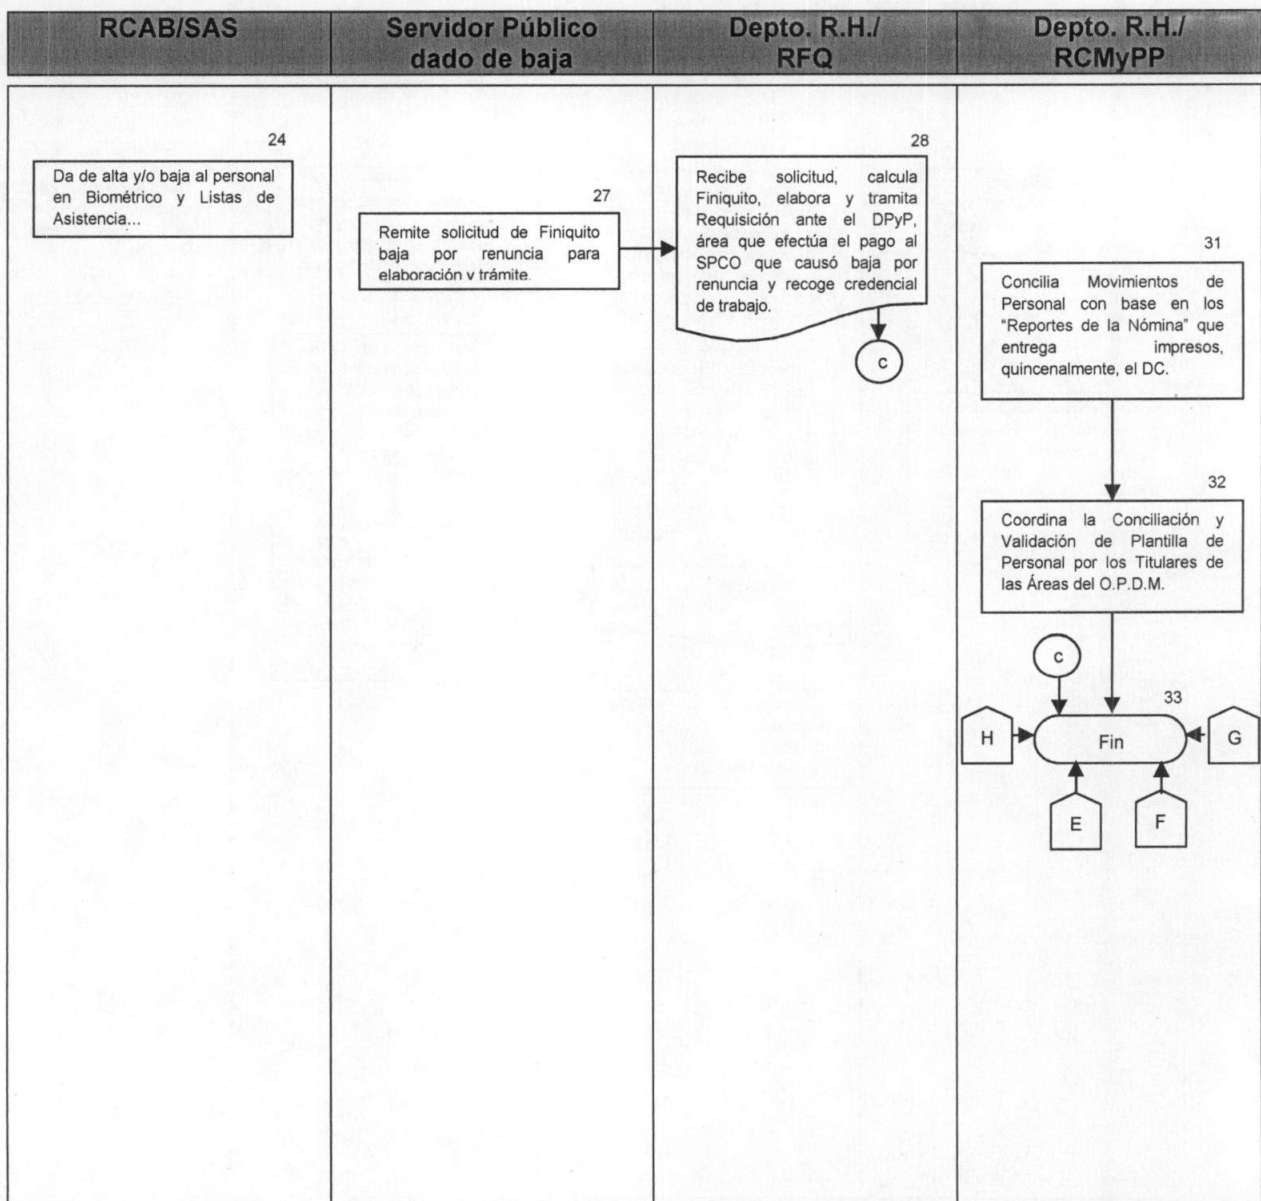 RCAB/SAS
Servidor Público
dado de baja
Depto. R.H./
RFQ
Depto. R.H./
RCMyPP
24
Da de alta y/o baja al personal
en Biométrico y Listas de
Asistencia...
27
Remite solicitud de Finiquito
baja por renuncia para
elaboración y trámite.
28
Recibe solicitud, calcula
Finiquito, elabora y tramita
Requisición ante el DPyP,
área que efectúa el pago al
SPCO que causó baja por
renuncia y recoge credencial
de trabajo.
c
31
Concilia Movimientos de
Personal con base en los
“Reportes de la Nómina” que
entrega impresos,
quincenalmente, el DC.
32
Coordina la Conciliación y
Validación de Plantilla de
Personal por los Titulares de
las Áreas del O.P.D.M.
c
33
H
Fin
G
E
F